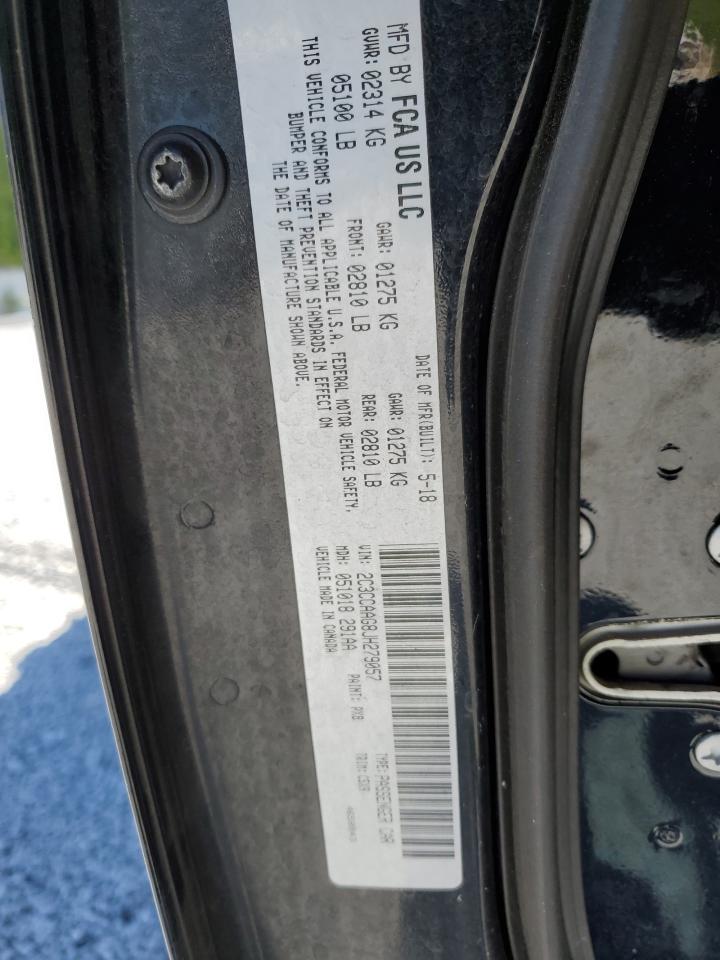 MFD BY FCA US LLC
DATE OF MFR(BUILT): 5-18
GVWR: 02314 KG GAWR: 01275 KG GAWR: 01275 KG
05100 LB FRONT: 02810 LB REAR: 02810 LB
THIS VEHICLE CONFORMS TO ALL APPLICABLE U.S.A. FEDERAL MOTOR VEHICLE SAFETY,
BUMPER AND THEFT PREVENTION STANDARDS IN EFFECT ON
THE DATE OF MANUFACTURE SHOWN ABOVE.
VIN: 2C3CCAAG8JH279057 TYPE: PASSENGER CAR
MDH: 051018 291AA PAINT: PX8 TRIM:
VEHICLE MADE IN CANADA